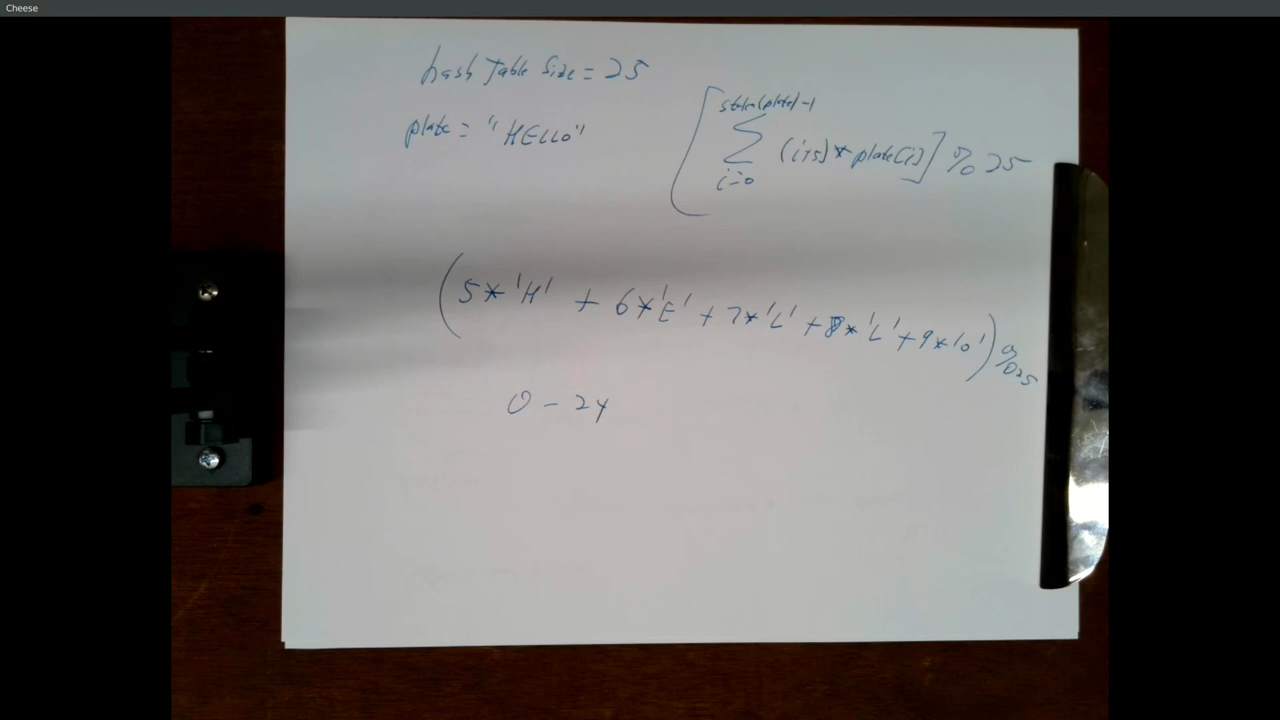 Cheese
hash Table Size = 25
plate = "HELLO"
[ strlen(plate)-1
∑ (i+5)*plate[i] ] % 25
i=0
(5*'H' + 6*'E' + 7*'L' + 8*'L' + 9*'O') % 25
0 - 24